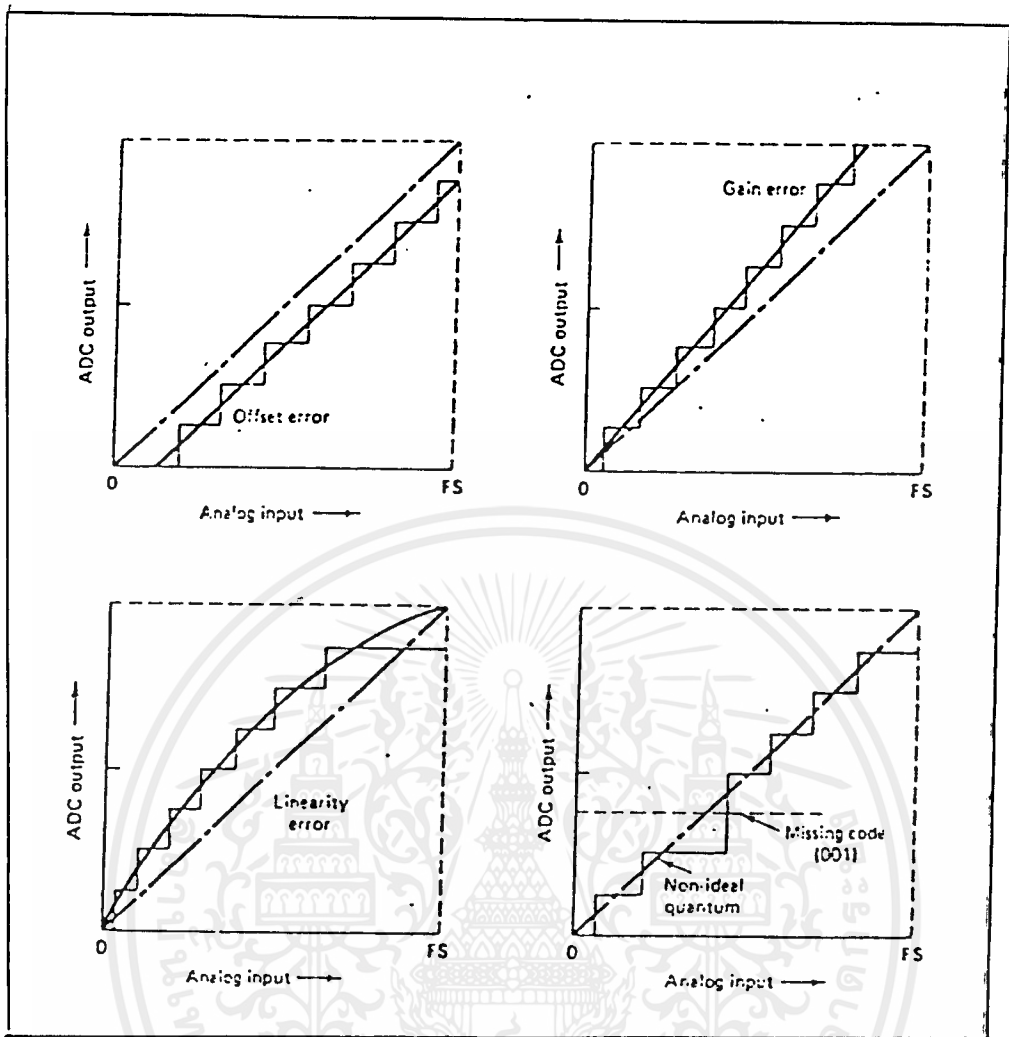 ADC output
Offset error
0
FS
Analog input
ADC output
Gain error
0
FS
Analog input
ADC output
Linearity
error
0
FS
Analog input
ADC output
Missing code
(001)
Non-ideal
quantum
0
FS
Analog input